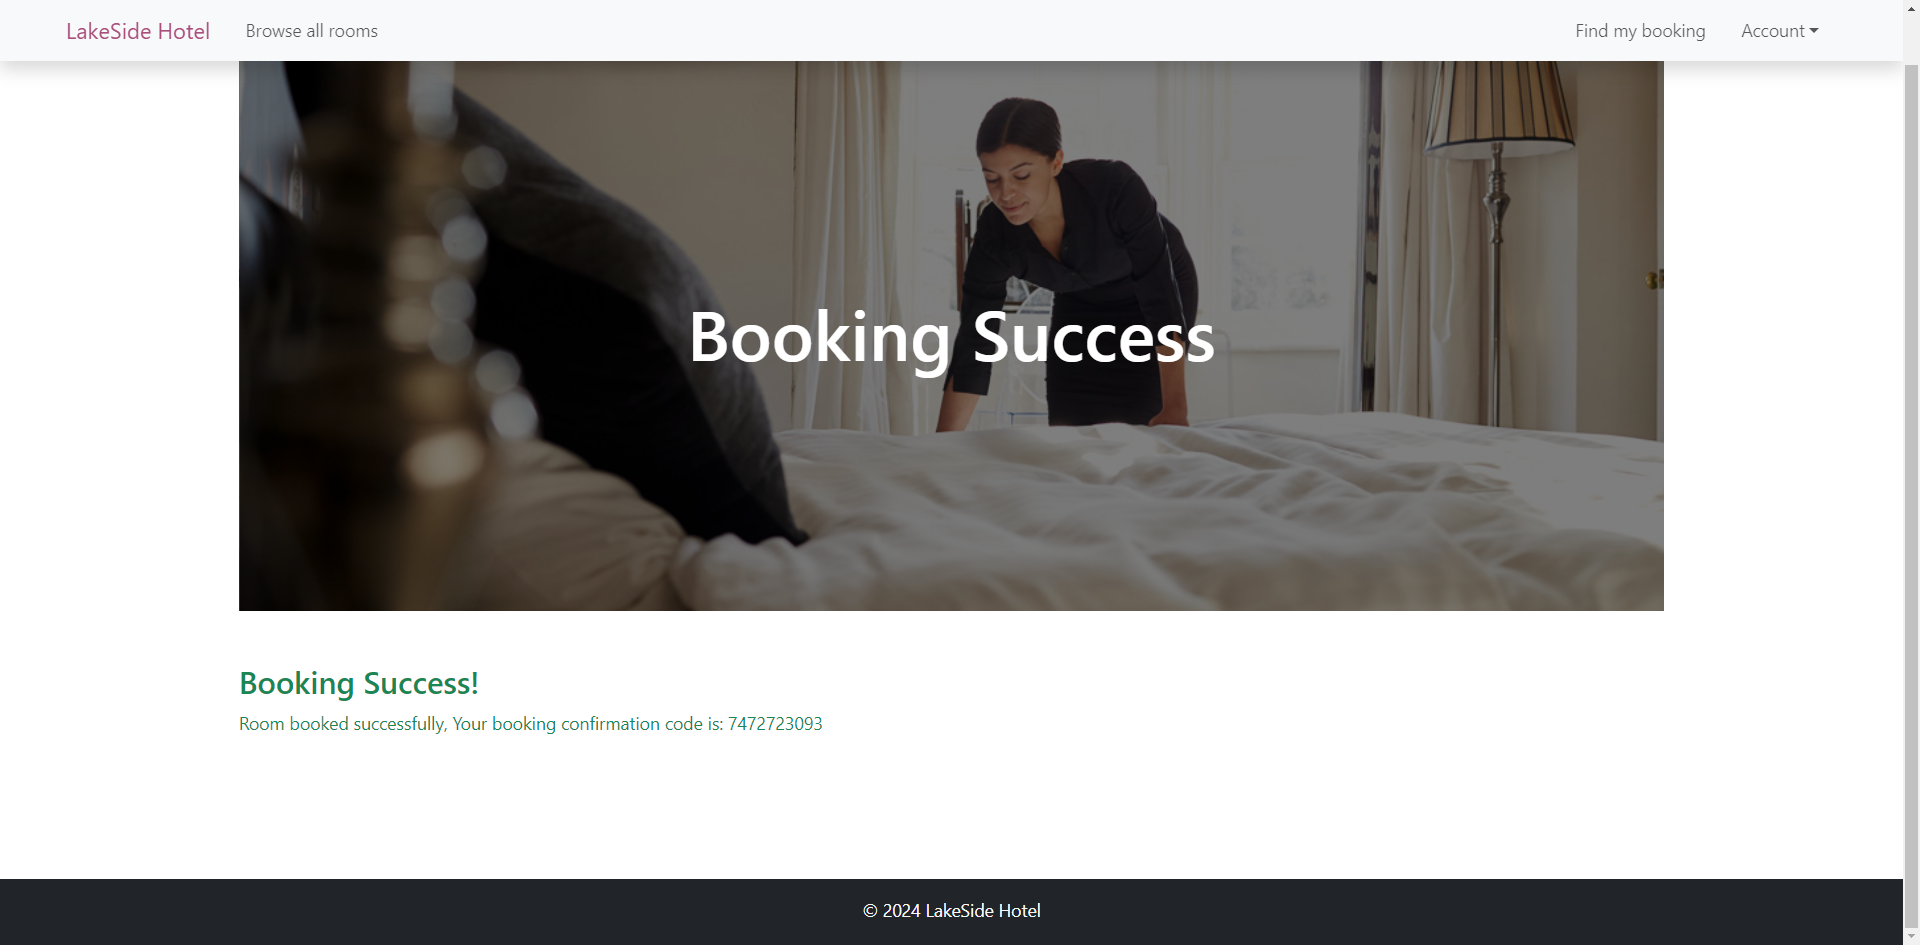 LakeSide Hotel Browse all rooms Find my booking Account
Booking Success
Booking Success!
Room booked successfully, Your booking confirmation code is: 7472723093
© 2024 LakeSide Hotel